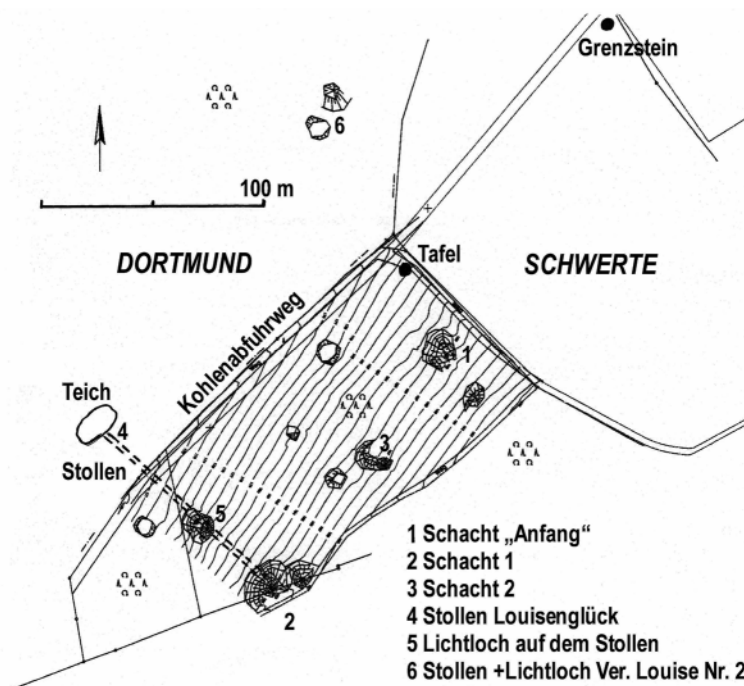 Grenzstein
6
100 m
DORTMUND
Tafel
SCHWERTE
Kohlenabfuhrweg
1
Teich
4
3
Stollen
5
2
1 Schacht „Anfang“
2 Schacht 1
3 Schacht 2
4 Stollen Louisenglück
5 Lichtloch auf dem Stollen
6 Stollen +Lichtloch Ver. Louise Nr. 2